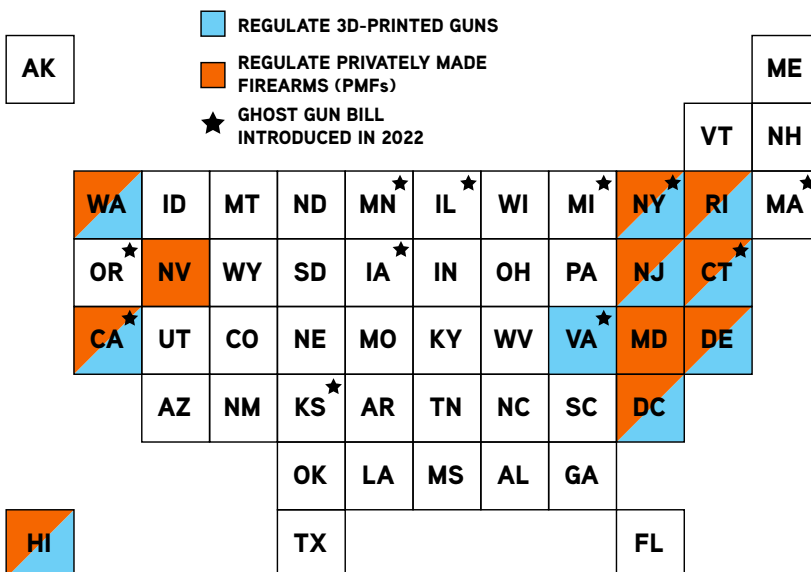 REGULATE 3D-PRINTED GUNS
REGULATE PRIVATELY MADE
FIREARMS (PMFs)
GHOST GUN BILL
INTRODUCED IN 2022
AK ME
VT NH
WA ID MT ND MN IL WI MI NY RI MA
OR NV WY SD IA IN OH PA NJ CT
CA UT CO NE MO KY WV VA MD DE
AZ NM KS AR TN NC SC DC
OK LA MS AL GA
HI TX FL